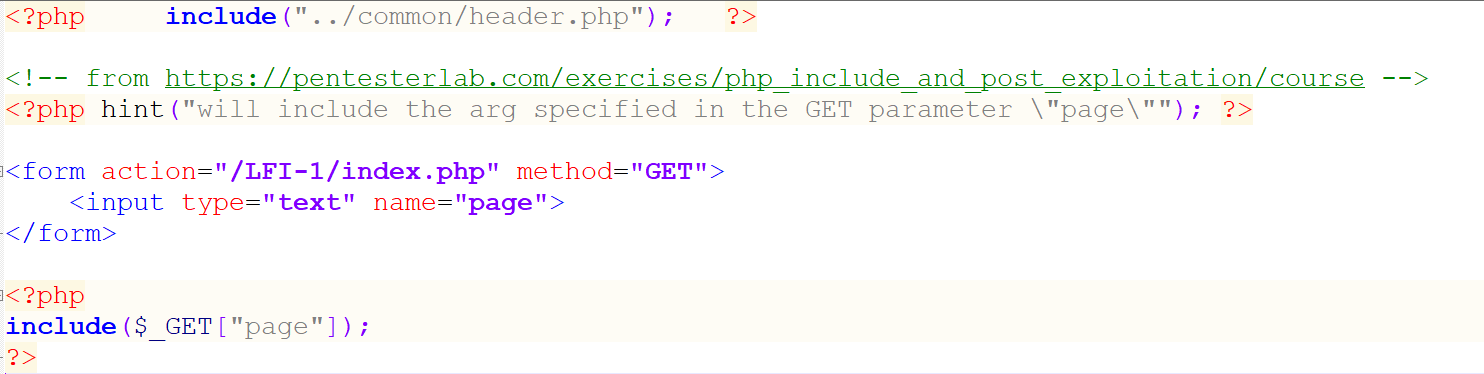 <?php     include("../common/header.php");   ?>
<!-- from https://pentesterlab.com/exercises/php_include_and_post_exploitation/course -->
<?php hint("will include the arg specified in the GET parameter \"page\""); ?>
<form action="/LFI-1/index.php" method="GET">
    <input type="text" name="page">
</form>
<?php
include($_GET["page"]);
?>